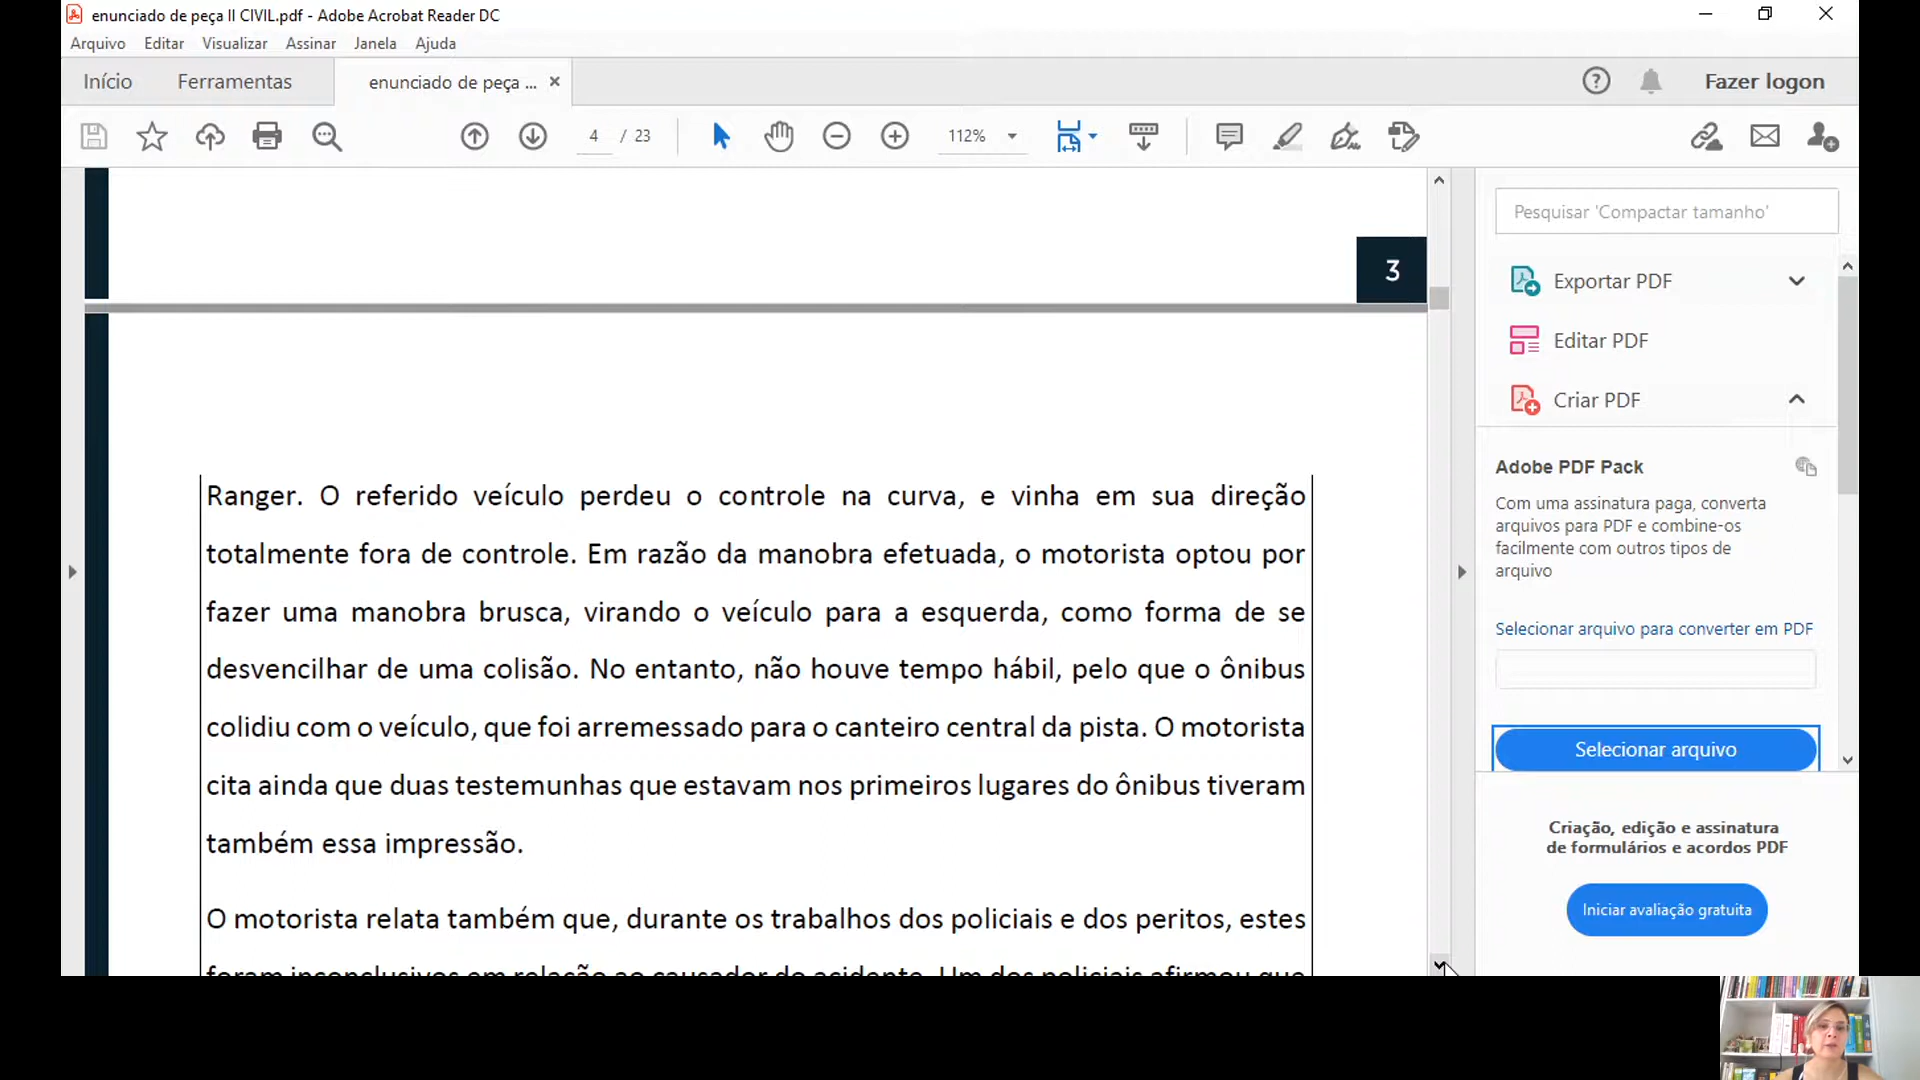 enunciado de peça II CIVIL.pdf - Adobe Acrobat Reader DC
Arquivo Editar Visualizar Assinar Janela Ajuda
Início Ferramentas enunciado de peça ... Fazer logon
4 / 23 112%
3
Ranger. O referido veículo perdeu o controle na curva, e vinha em sua direção
totalmente fora de controle. Em razão da manobra efetuada, o motorista optou por
fazer uma manobra brusca, virando o veículo para a esquerda, como forma de se
desvencilhar de uma colisão. No entanto, não houve tempo hábil, pelo que o ônibus
colidiu com o veículo, que foi arremessado para o canteiro central da pista. O motorista
cita ainda que duas testemunhas que estavam nos primeiros lugares do ônibus tiveram
também essa impressão.
O motorista relata também que, durante os trabalhos dos policiais e dos peritos, estes
foram inconclusivos em relação ao causador do acidente. Um dos policiais afirmou que
Pesquisar 'Compactar tamanho'
Exportar PDF
Editar PDF
Criar PDF
Adobe PDF Pack
Com uma assinatura paga, converta
arquivos para PDF e combine-os
facilmente com outros tipos de
arquivo
Selecionar arquivo para converter em PDF
Selecionar arquivo
Criação, edição e assinatura
de formulários e acordos PDF
Iniciar avaliação gratuita